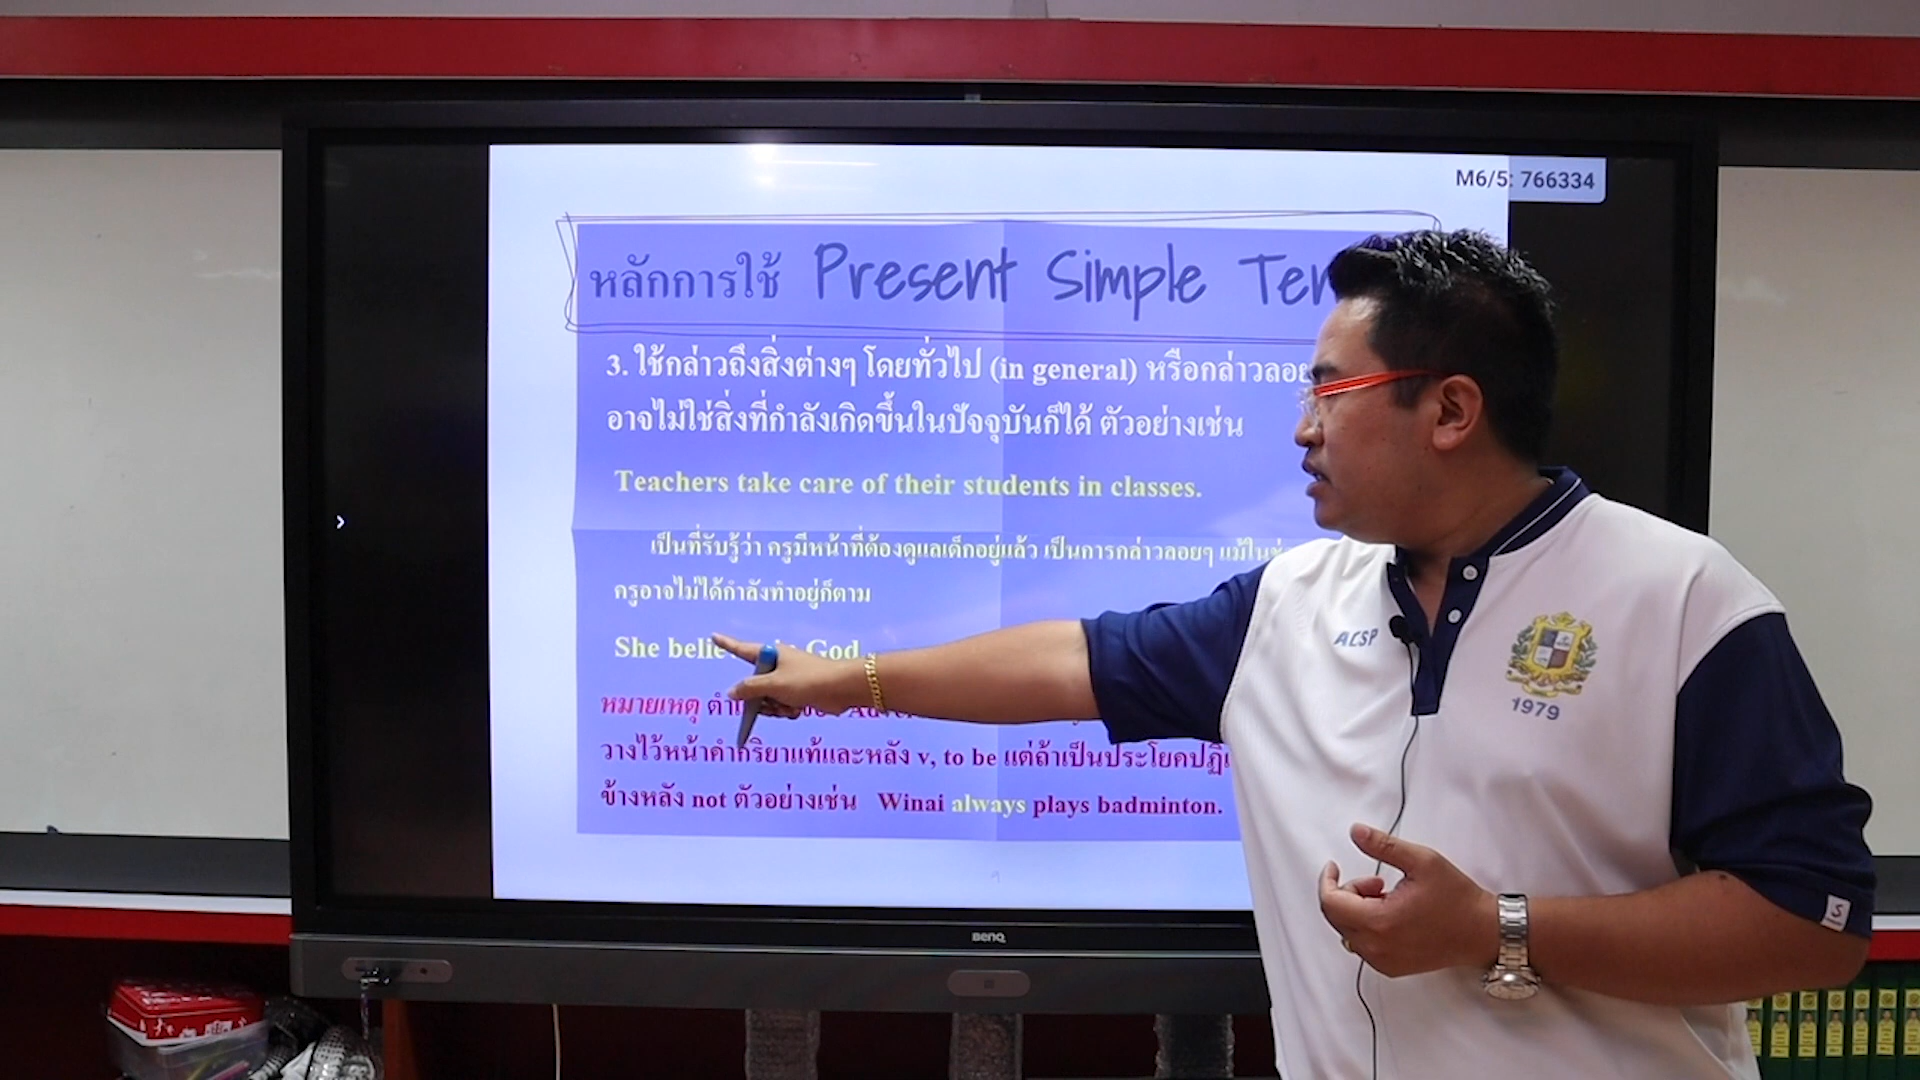 M6/5: 766334
หลักการใช้ Present Simple
3. ใช้กล่าวถึงสิ่งต่างๆ โดยทั่วไป (in general) หรือกล่าวลอย
อาจไม่ใช่สิ่งที่กำลังเกิดขึ้นในปัจจุบันก็ได้ ตัวอย่างเช่น
Teachers take care of their students in classes.
เป็นที่รับรู้ว่า ครูมีหน้าที่ต้องดูแลเด็กอยู่แล้ว เป็นการกล่าวลอยๆ แม้ใน
ครูอาจไม่ได้กำลังทำอยู่ก็ตาม
She God
หมายเหตุ
วางไว้หน้าคำกริยาแท้และหลัง v, to be แต่ถ้าเป็นประโยค
ข้างหลัง not ตัวอย่างเช่น Winai always plays badminton.
ACSP
1979
BenQ
S